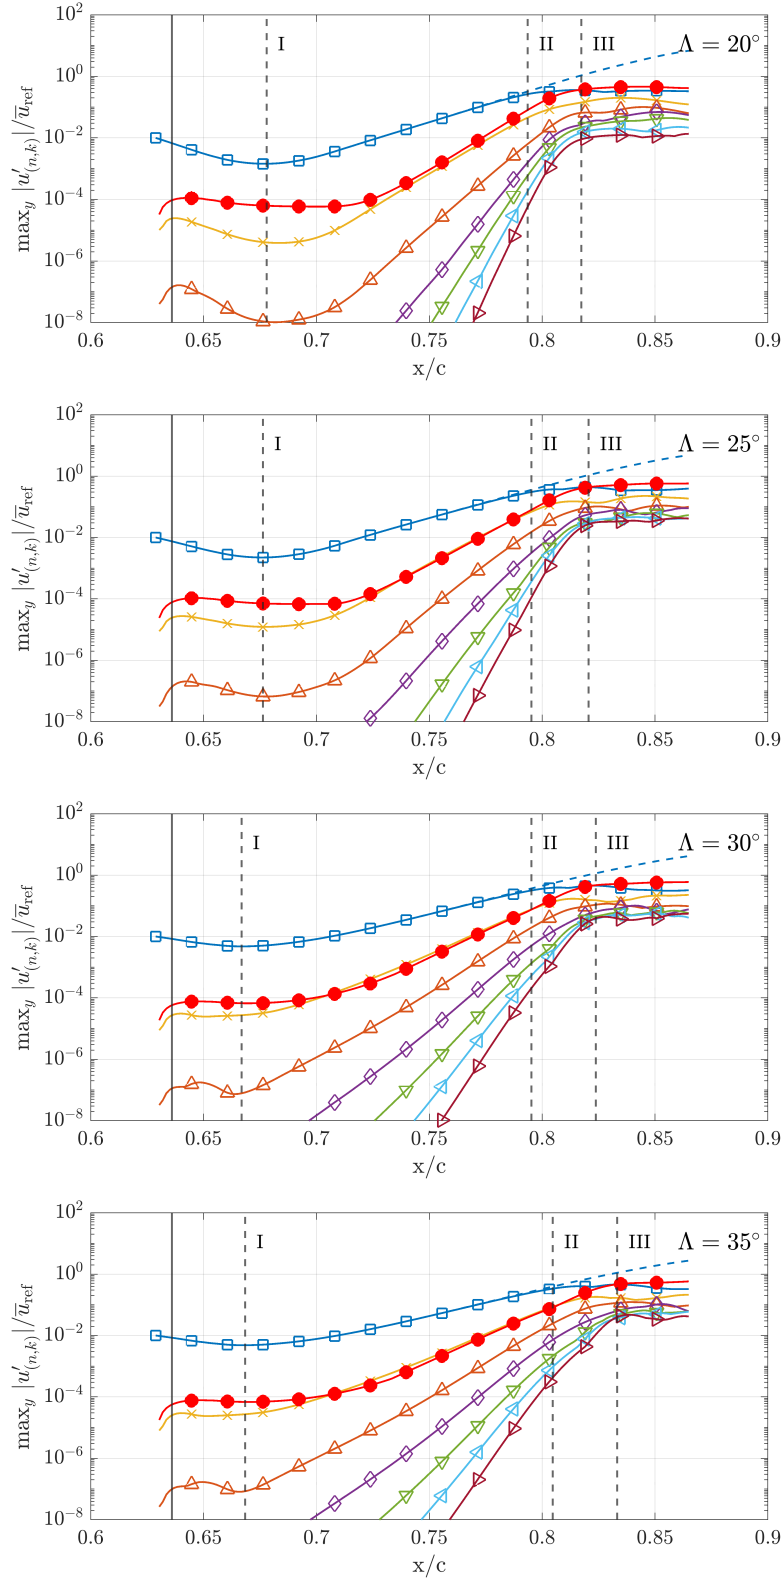 10^2
I II III Λ = 20°
10^0
10^-2
10^-4
10^-6
10^-8
max_y |u'_(n,k)|/u̅_ref
0.6 0.65 0.7 0.75 0.8 0.85 0.9
x/c
10^2
I II III Λ = 25°
10^0
10^-2
10^-4
10^-6
10^-8
max_y |u'_(n,k)|/u̅_ref
0.6 0.65 0.7 0.75 0.8 0.85 0.9
x/c
10^2
I II III Λ = 30°
10^0
10^-2
10^-4
10^-6
10^-8
max_y |u'_(n,k)|/u̅_ref
0.6 0.65 0.7 0.75 0.8 0.85 0.9
x/c
10^2
I II III Λ = 35°
10^0
10^-2
10^-4
10^-6
10^-8
max_y |u'_(n,k)|/u̅_ref
0.6 0.65 0.7 0.75 0.8 0.85 0.9
x/c